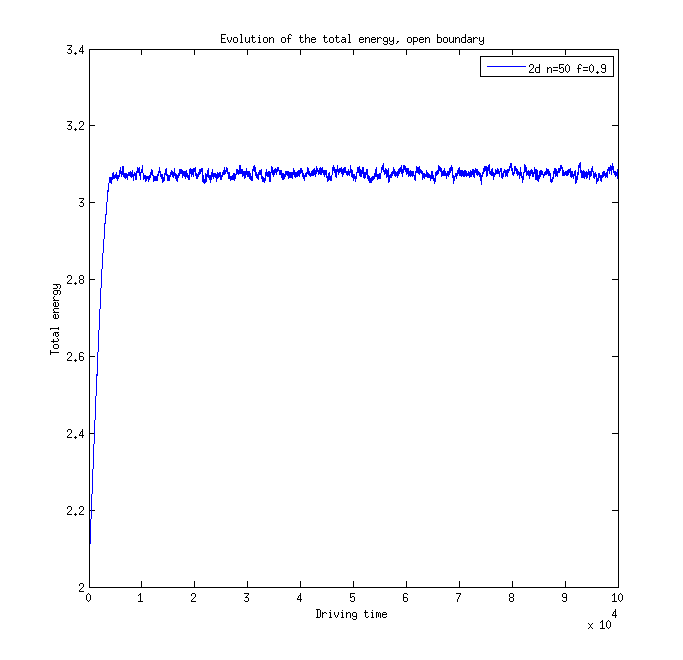 Evolution of the total energy, open boundary
2d n=50 f=0.9
3.4
3.2
3
2.8
2.6
2.4
2.2
2
Total energy
0 1 2 3 4 5 6 7 8 9 10
Driving time
x 10 4